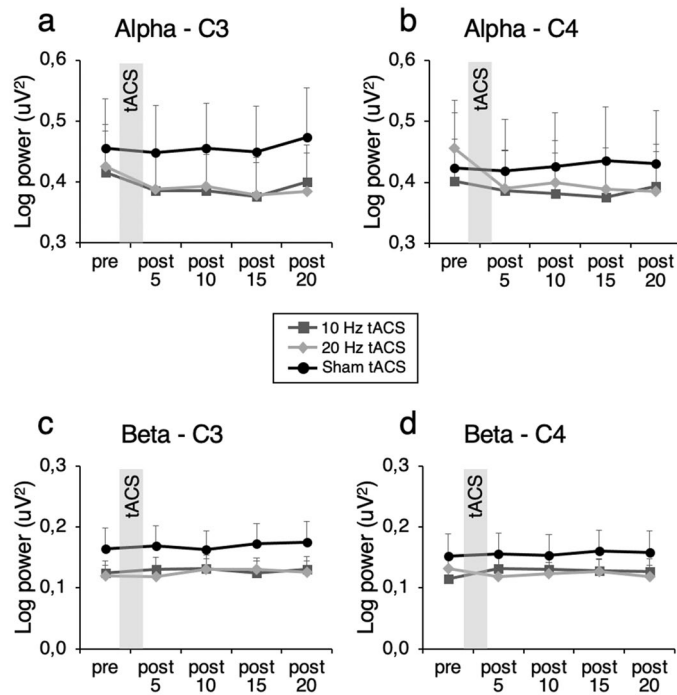 a Alpha - C3
Log power (uV²)
0,6
0,5
0,4
0,3
tACS
pre post 5 post 10 post 15 post 20
b Alpha - C4
Log power (uV²)
0,6
0,5
0,4
0,3
tACS
pre post 5 post 10 post 15 post 20
10 Hz tACS
20 Hz tACS
Sham tACS
c Beta - C3
Log power (uV²)
0,3
0,2
0,1
0,0
tACS
pre post 5 post 10 post 15 post 20
d Beta - C4
Log power (uV²)
0,3
0,2
0,1
0,0
tACS
pre post 5 post 10 post 15 post 20